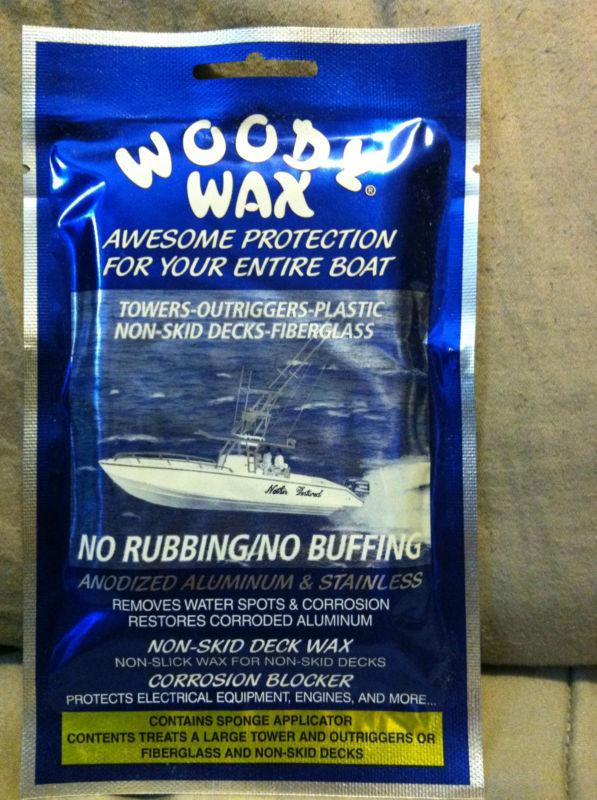 WOODY
WAX®
AWESOME PROTECTION
FOR YOUR ENTIRE BOAT
TOWERS-OUTRIGGERS-PLASTIC
NON-SKID DECKS-FIBERGLASS
NO RUBBING/NO BUFFING
ANODIZED ALUMINUM & STAINLESS
REMOVES WATER SPOTS & CORROSION
RESTORES CORRODED ALUMINUM
NON-SKID DECK WAX
NON-SLICK WAX FOR NON-SKID DECKS
CORROSION BLOCKER
PROTECTS ELECTRICAL EQUIPMENT, ENGINES, AND MORE...
CONTAINS SPONGE APPLICATOR
CONTENTS TREATS A LARGE TOWER AND OUTRIGGERS OR
FIBERGLASS AND NON-SKID DECKS